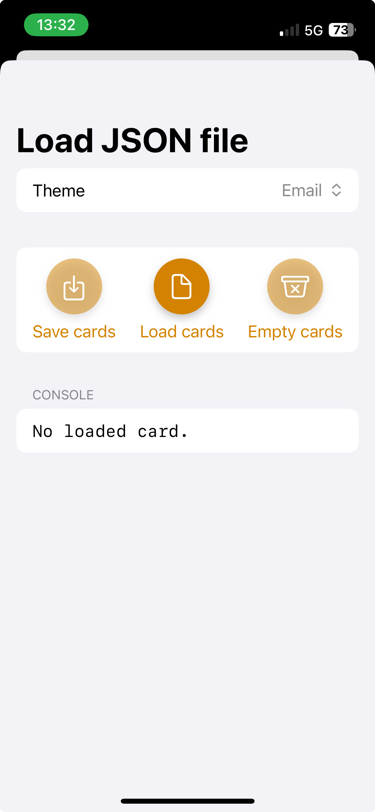 13:32
5G 73
Load JSON file
Theme Email
Save cards Load cards Empty cards
CONSOLE
No loaded card.